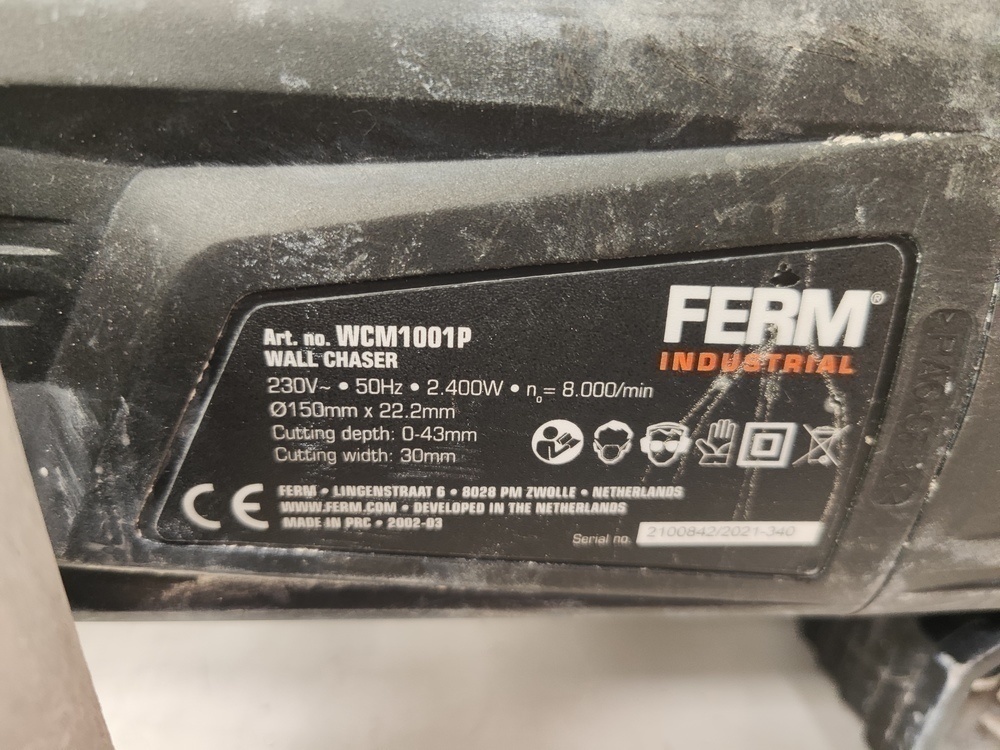 FERM®
INDUSTRIAL
Art. no. WCM1001P
WALL CHASER
230V~ • 50Hz • 2.400W • n₀= 8.000/min
Ø150mm x 22.2mm
Cutting depth: 0-43mm
Cutting width: 30mm
CE
FERM • LINGENSTRAAT 6 • 8028 PM ZWOLLE • NETHERLANDS
WWW.FERM.COM • DEVELOPED IN THE NETHERLANDS
MADE IN PRC • 2002-03
Serial no. 2100842/2021-340